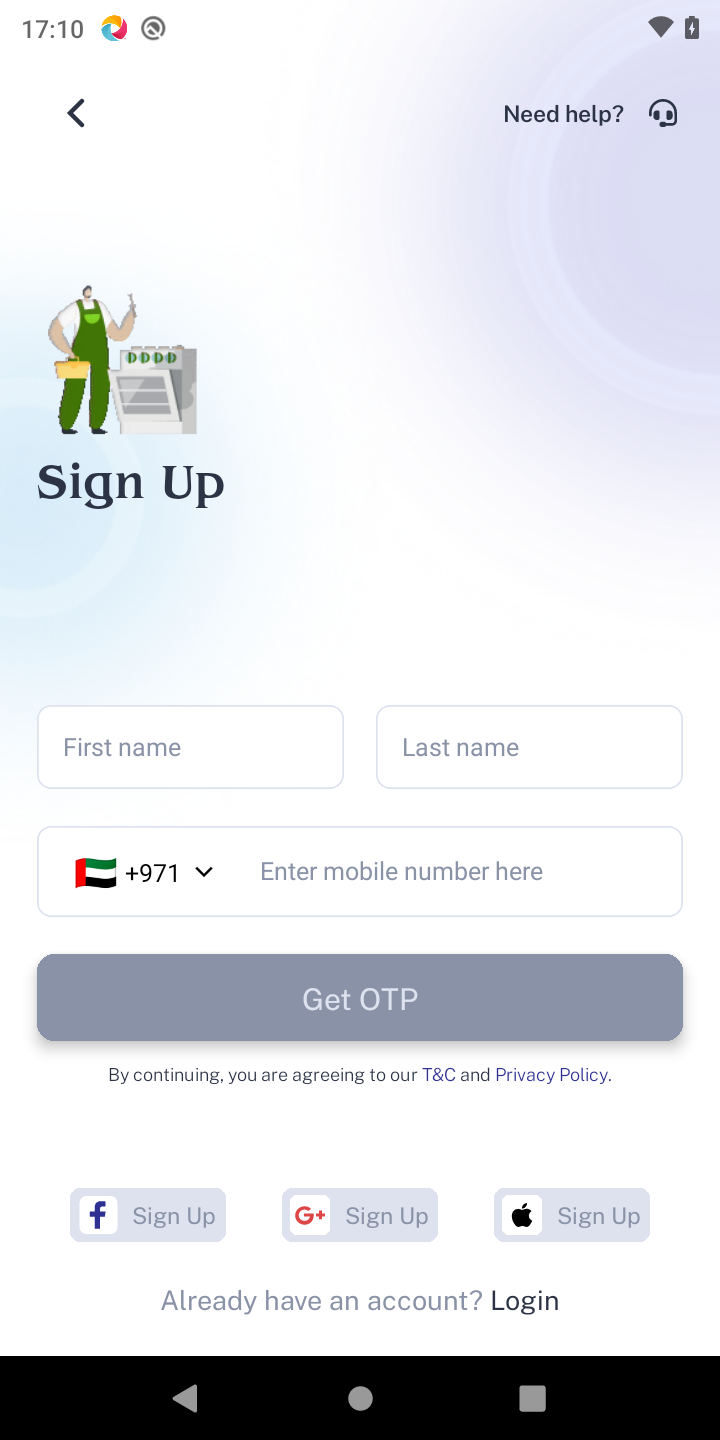 17:10
Need help?
Sign Up
First name
Last name
+971
Enter mobile number here
Get OTP
By continuing, you are agreeing to our T&C and Privacy Policy.
Sign Up
G+ Sign Up
Sign Up
Already have an account? Login